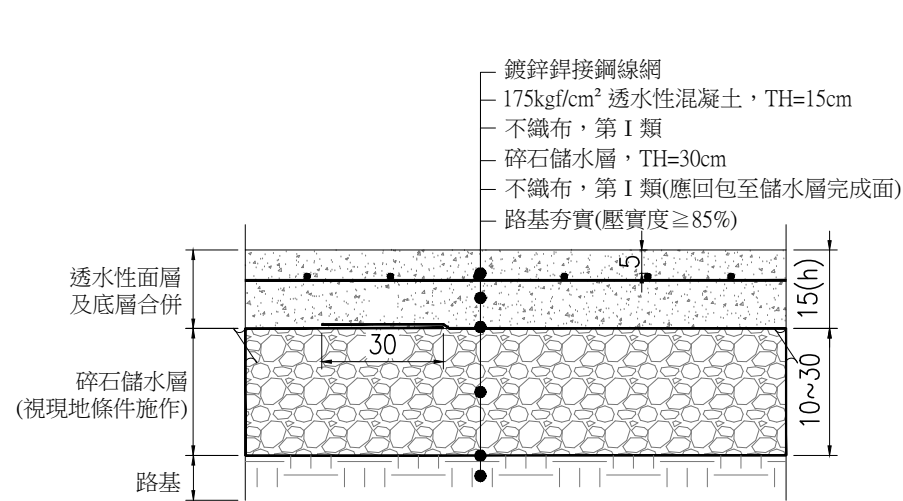 鍍鋅銲接鋼線網
175kgf/cm² 透水性混凝土，TH=15cm
不織布，第 I 類
碎石儲水層，TH=30cm
不織布，第 I 類(應回包至儲水層完成面)
路基夯實(壓實度≧85%)
透水性面層
及底層合併
5
15(h)
30
碎石儲水層
(視現地條件施作)
10~30
路基